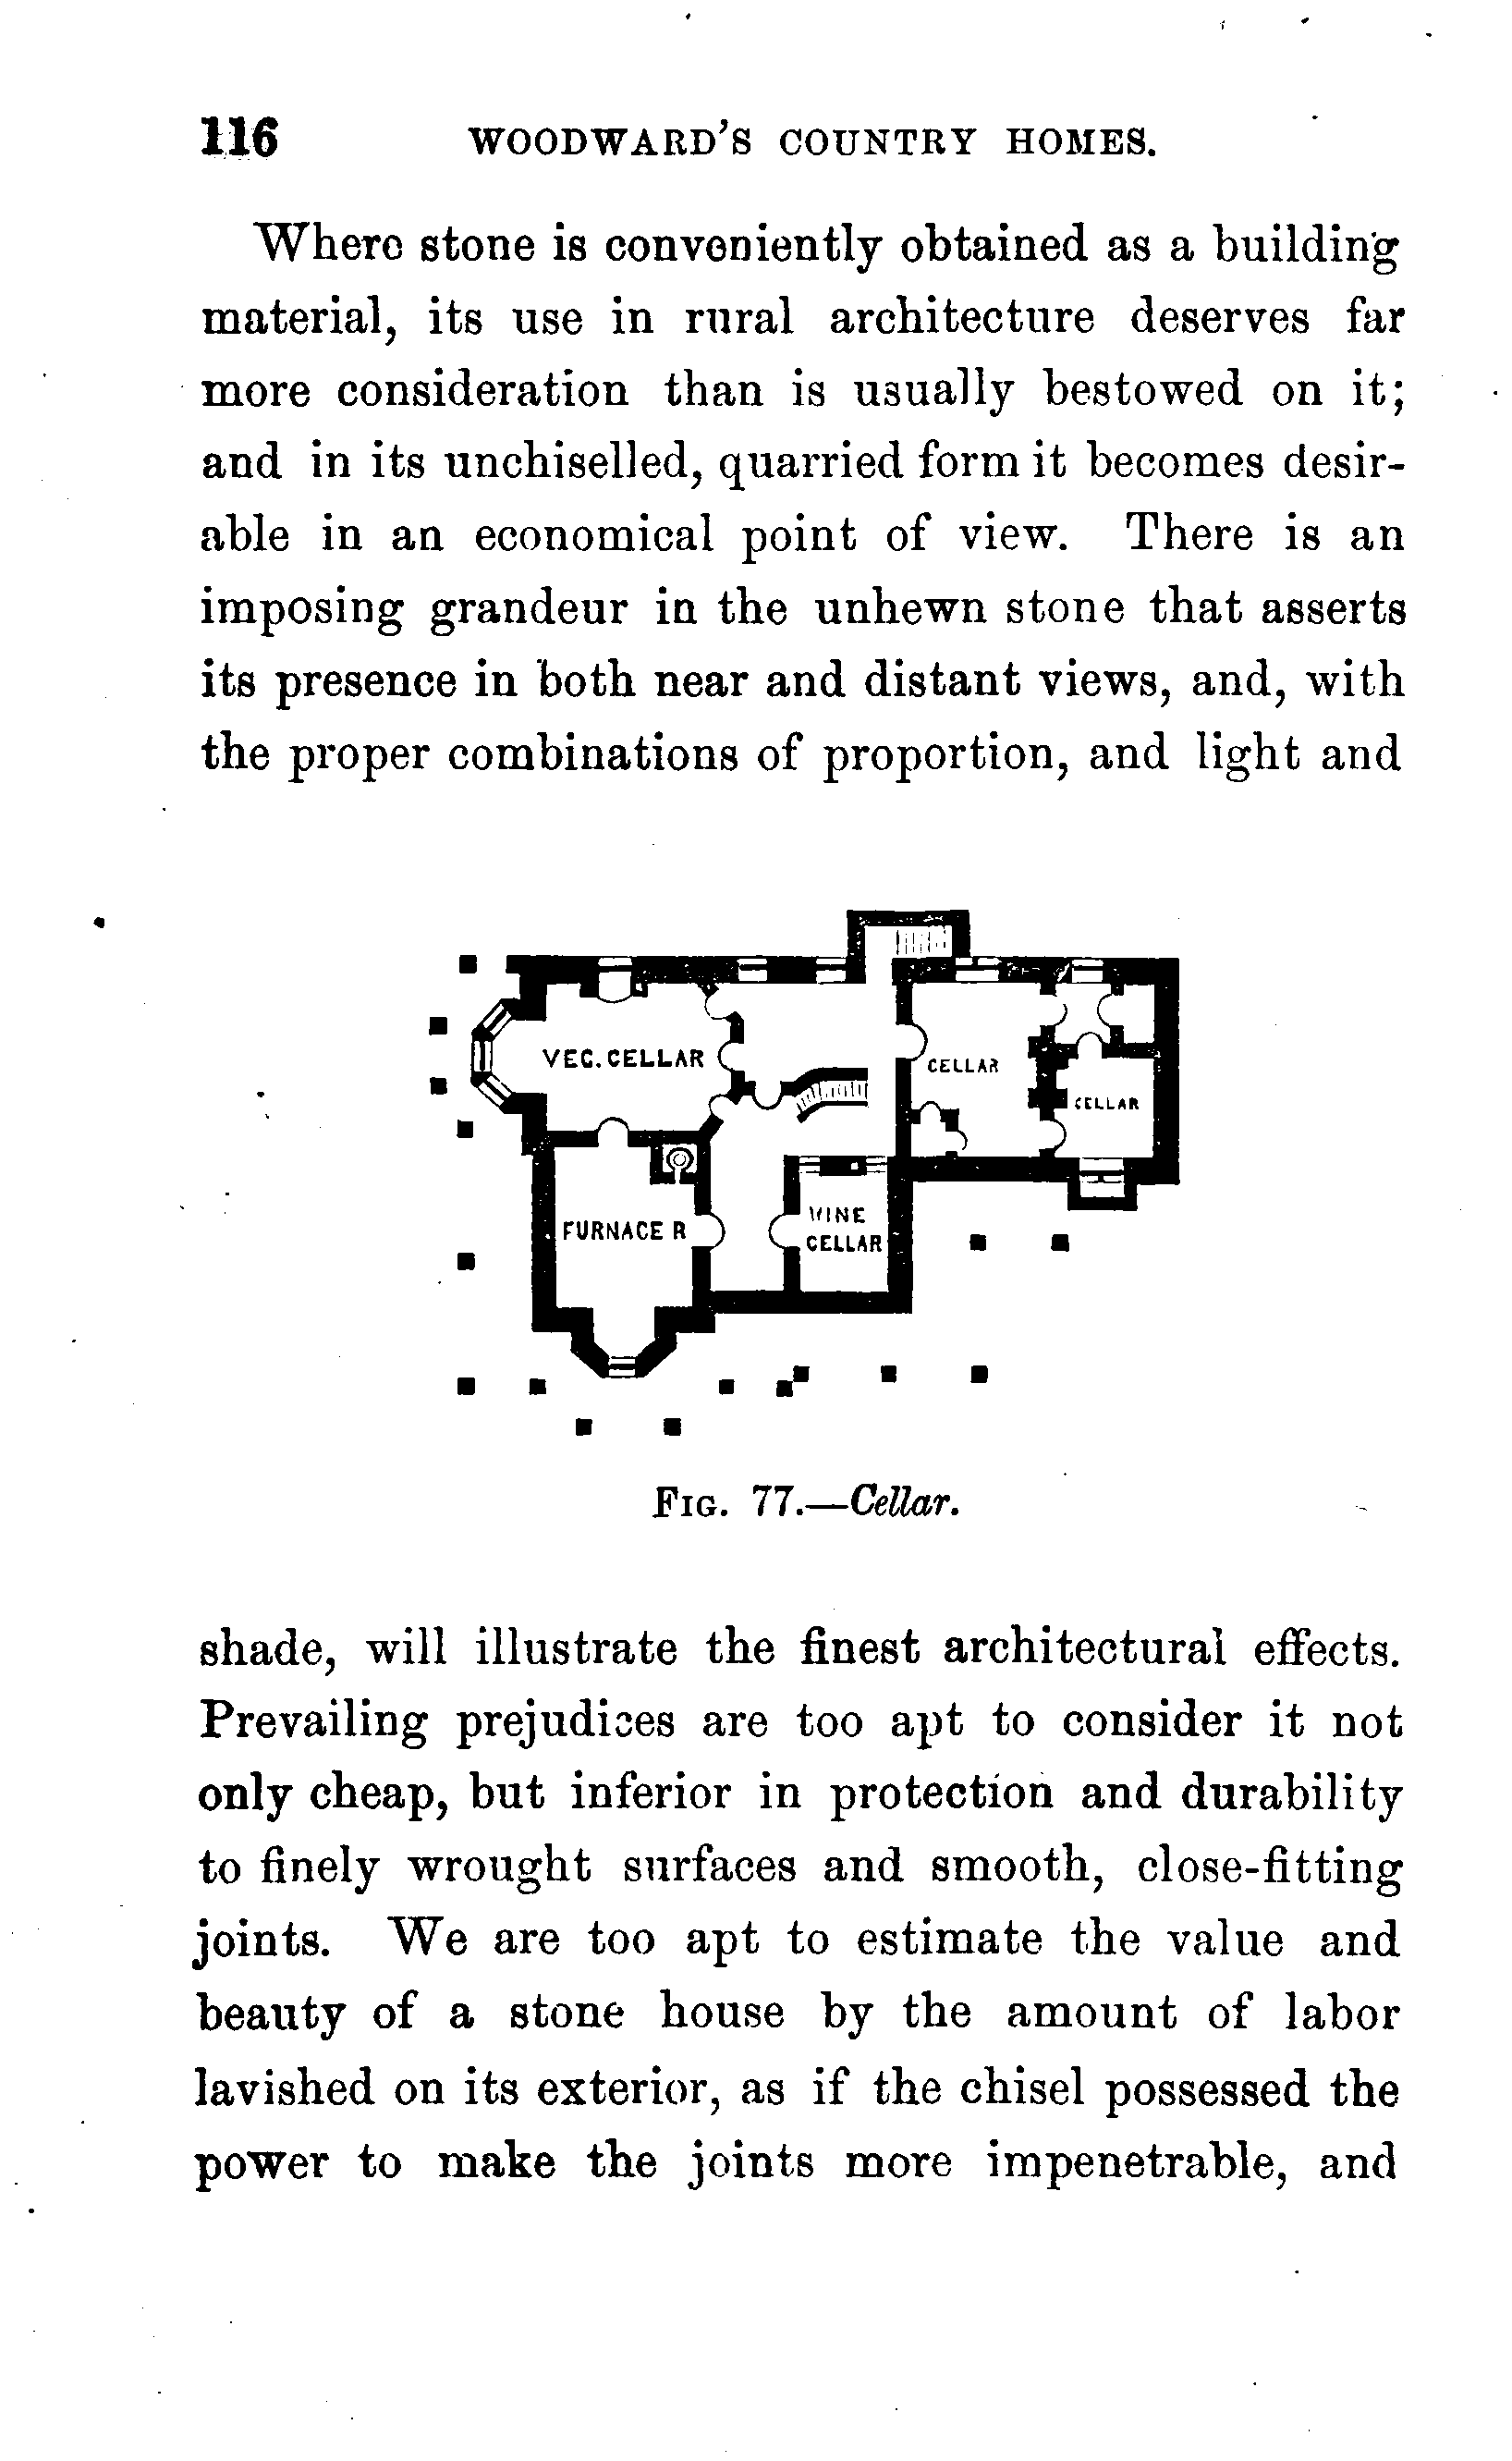 116 WOODWARD'S COUNTRY HOMES.
Where stone is conveniently obtained as a building
material, its use in rural architecture deserves far
more consideration than is usually bestowed on it;
and in its unchiselled, quarried form it becomes desir-
able in an economical point of view. There is an
imposing grandeur in the unhewn stone that asserts
its presence in both near and distant views, and, with
the proper combinations of proportion, and light and
VEG. CELLAR
CELLAR
CELLAR
FURNACE R
WINE
CELLAR
FIG. 77.—Cellar.
shade, will illustrate the finest architectural effects.
Prevailing prejudices are too apt to consider it not
only cheap, but inferior in protection and durability
to finely wrought surfaces and smooth, close-fitting
joints. We are too apt to estimate the value and
beauty of a stone house by the amount of labor
lavished on its exterior, as if the chisel possessed the
power to make the joints more impenetrable, and